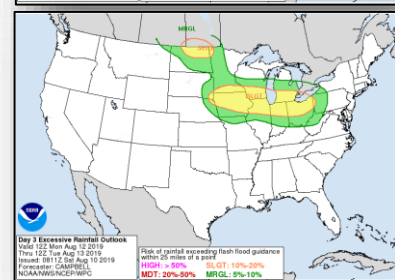 MRGL
SLGT
SLGT
NOAA
Day 3 Excessive Rainfall Outlook
Valid 12Z Mon Aug 12 2019
Thru 12Z Tue Aug 13 2019
Issued: 0811Z Sat Aug 10 2019
Forecaster: CAMPBELL
NOAA/NWS/NCEP/WPC
Risk of rainfall exceeding flash flood guidance
within 25 miles of a point
HIGH: > 50% SLGT: 10%-20%
MDT: 20%-50% MRGL: 5%-10%